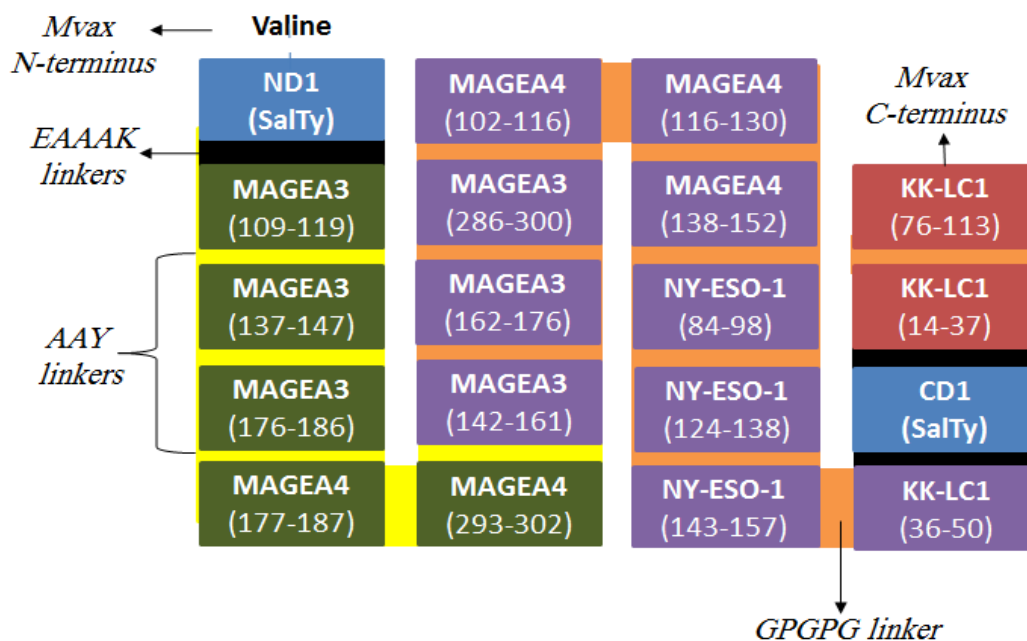 Mvax
N-terminus
Valine
ND1
(SalTy)
EAAAK
linkers
MAGEA3
(109-119)
MAGEA3
(137-147)
AAY
linkers
MAGEA3
(176-186)
MAGEA4
(177-187)
MAGEA4
(102-116)
MAGEA3
(286-300)
MAGEA3
(162-176)
MAGEA3
(142-161)
MAGEA4
(293-302)
MAGEA4
(116-130)
MAGEA4
(138-152)
NY-ESO-1
(84-98)
NY-ESO-1
(124-138)
NY-ESO-1
(143-157)
Mvax
C-terminus
KK-LC1
(76-113)
KK-LC1
(14-37)
CD1
(SalTy)
KK-LC1
(36-50)
GPGPG linker